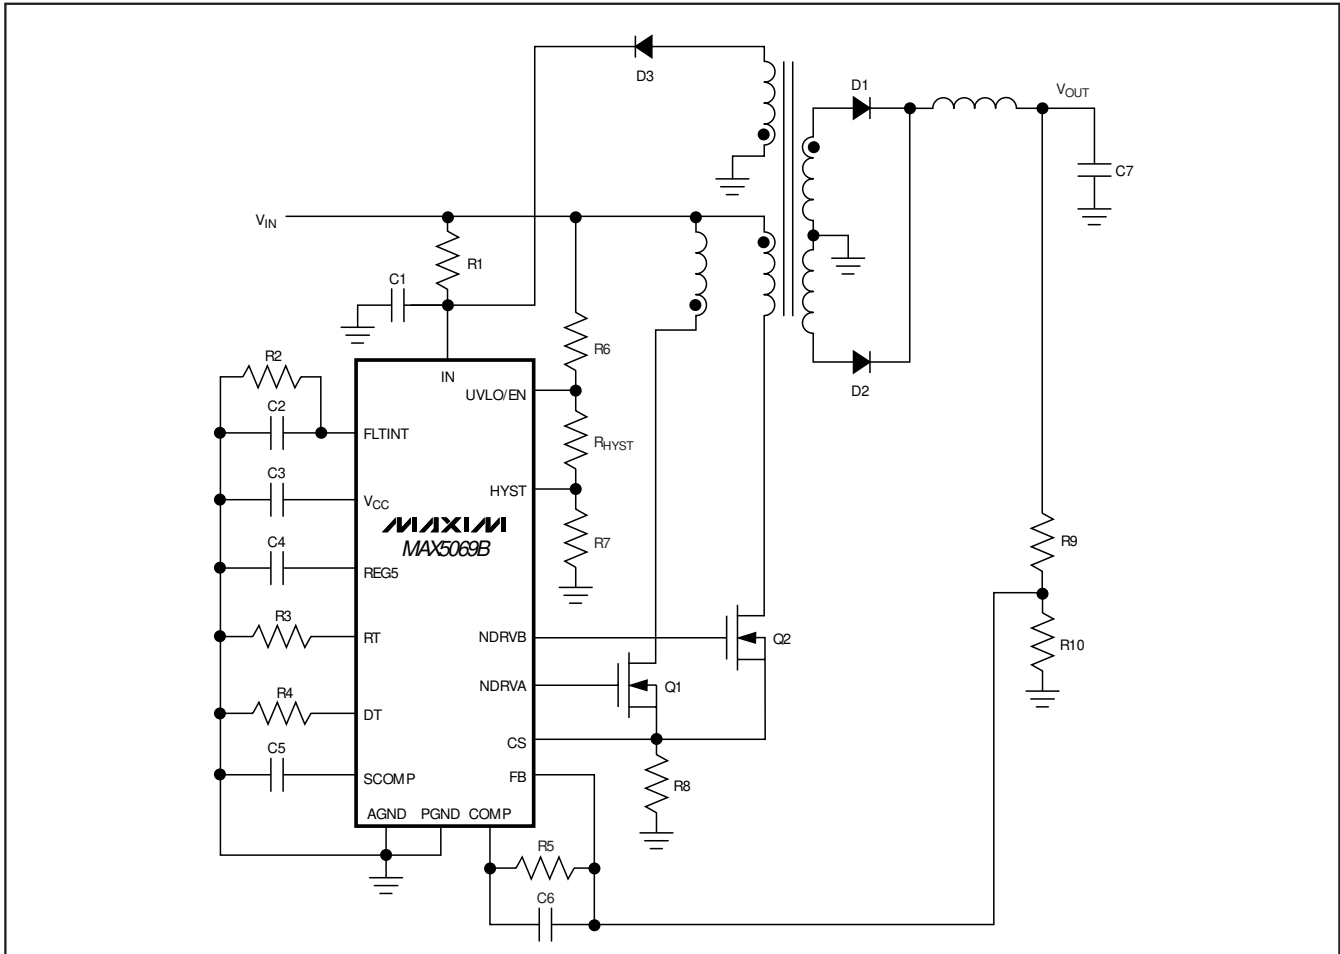 D3
D1
VOUT
C7
VIN
R1
C1
R6
D2
R2
IN
UVLO/EN
C2
FLTINT
RHYST
C3
VCC
HYST
MAXIM
MAX5069B
R7
C4
REG5
R9
R3
RT
NDRVB
Q2
R10
NDRVA
Q1
R4
DT
CS
C5
SCOMP
FB
R8
AGND
PGND
COMP
R5
C6